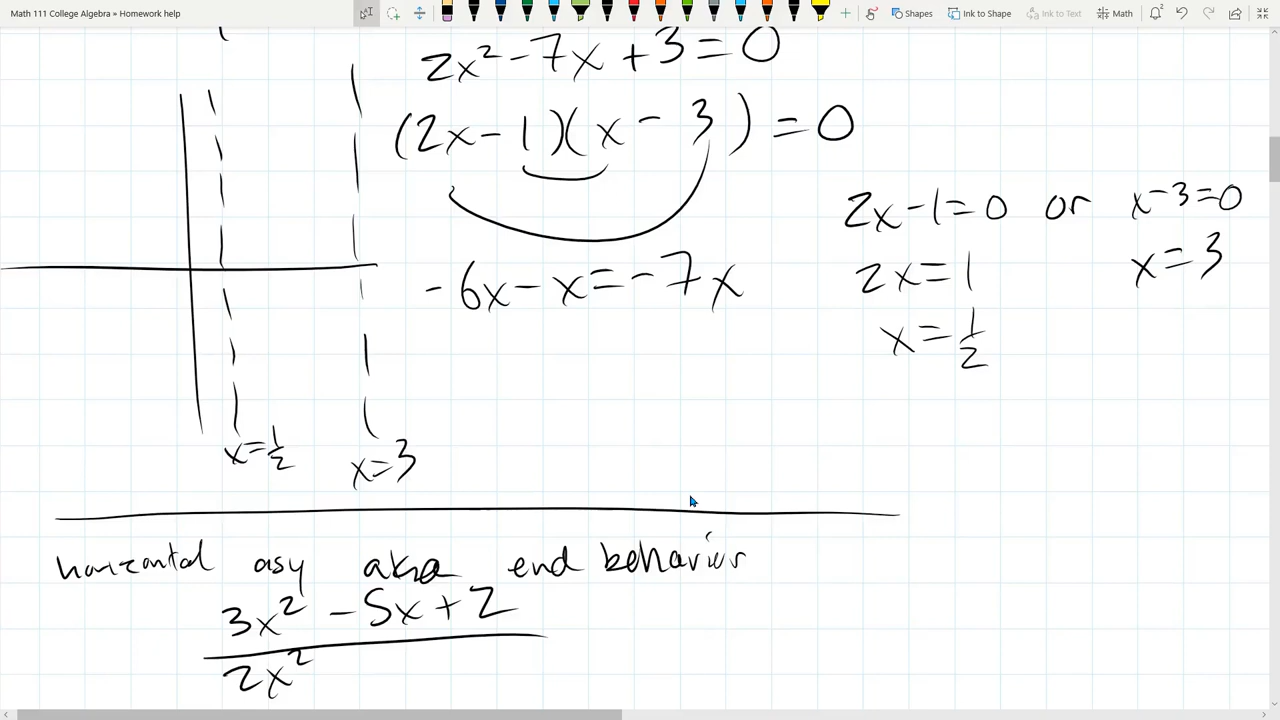 Math 111 College Algebra » Homework help
Shapes
Ink to Shape
Ink to Text
Math
2x² - 7x + 3 = 0
(2x - 1)(x - 3) = 0
-6x - x = -7x
2x - 1 = 0 or x - 3 = 0
2x = 1
x = 3
x = 1/2
x = 1/2
x = 3
horizontal asy aka end behavior
3x² - 5x + 2
2x²